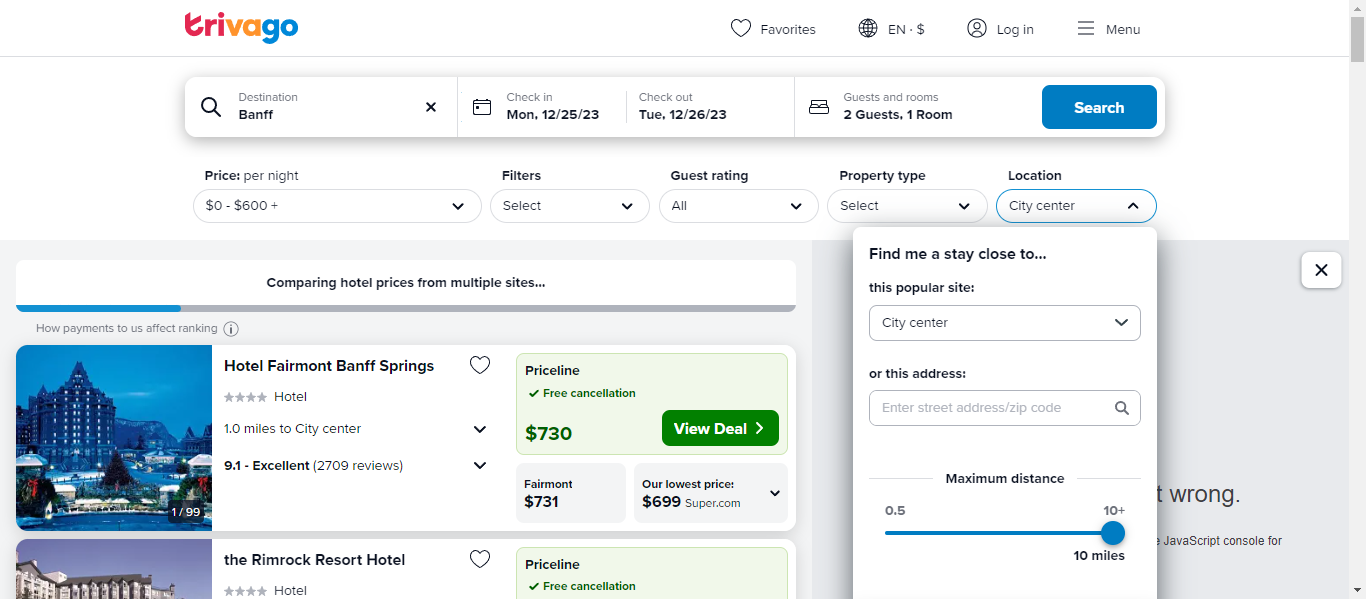 trivago
Favorites
EN · $
Log in
Menu
Destination
Banff
Check in
Mon, 12/25/23
Check out
Tue, 12/26/23
Guests and rooms
2 Guests, 1 Room
Search
Price: per night
$0 - $600 +
Filters
Select
Guest rating
All
Property type
Select
Location
City center
Comparing hotel prices from multiple sites...
How payments to us affect ranking
Hotel Fairmont Banff Springs
Hotel
1.0 miles to City center
9.1 - Excellent (2709 reviews)
1 / 99
Priceline
Free cancellation
$730
View Deal
Fairmont
$731
Our lowest price:
$699 Super.com
the Rimrock Resort Hotel
Hotel
Priceline
Free cancellation
Find me a stay close to...
this popular site:
City center
or this address:
Enter street address/zip code
Maximum distance
0.5
10+
10 miles
t wrong.
JavaScript console for